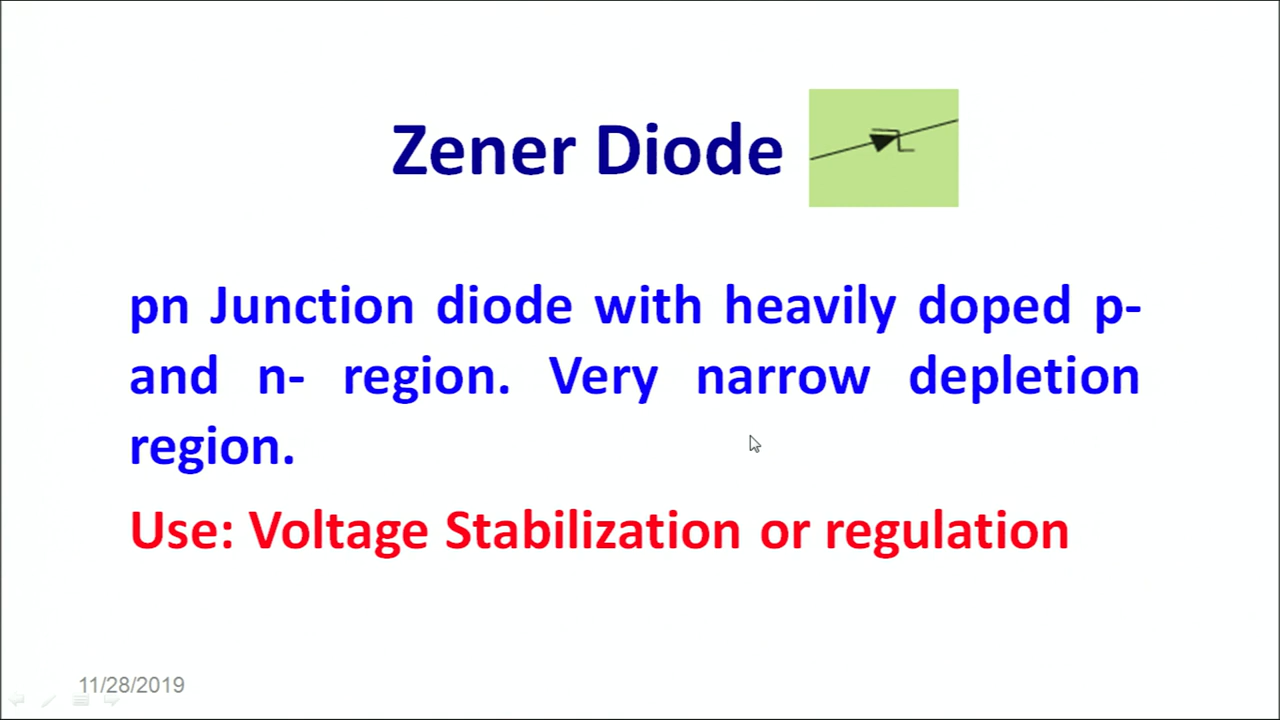 Zener Diode
pn Junction diode with heavily doped p-
and n- region. Very narrow depletion
region.
Use: Voltage Stabilization or regulation
11/28/2019